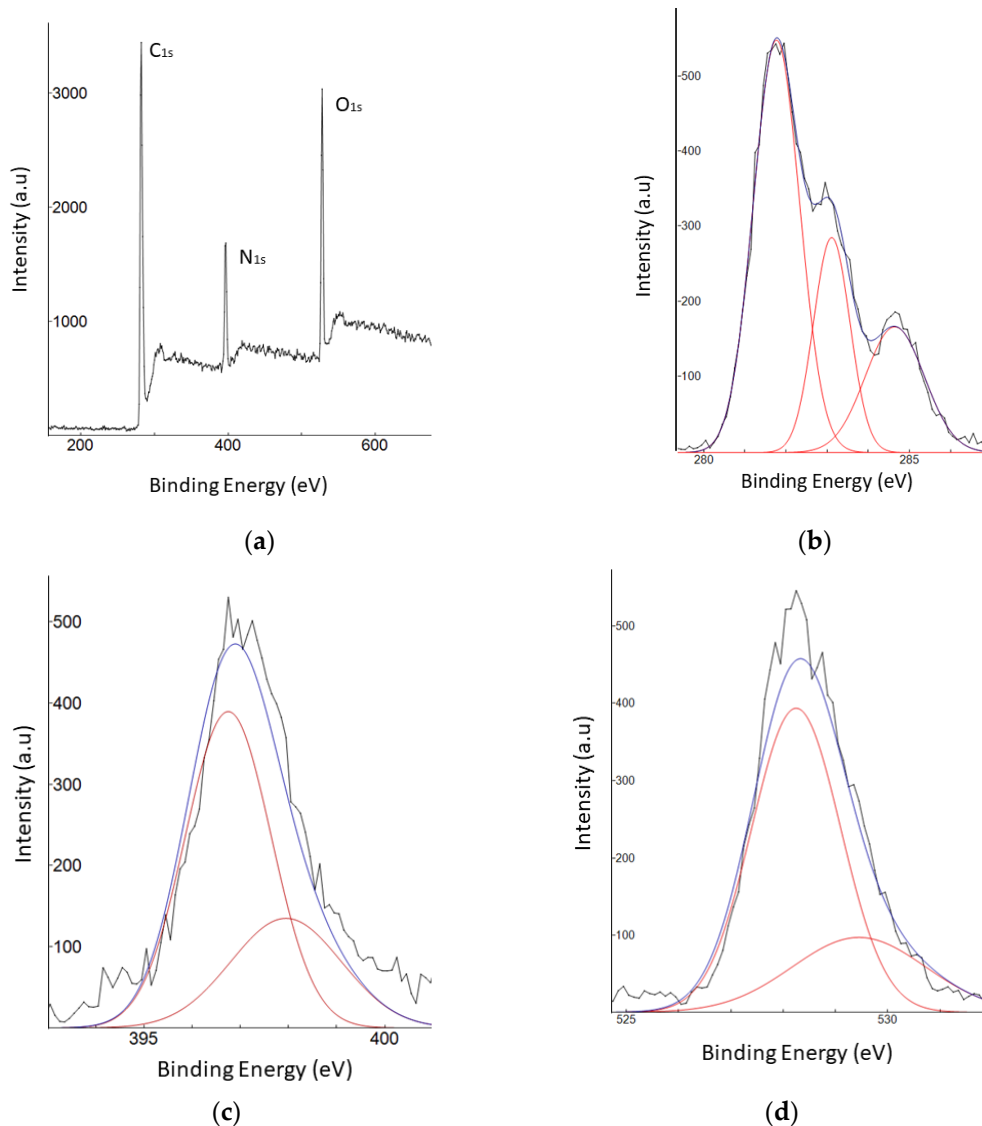 C1s
O1s
N1s
3000
2000
1000
200
400
600
Intensity (a.u)
Binding Energy (eV)
(a)
500
400
300
200
100
280
285
Intensity (a.u)
Binding Energy (eV)
(b)
500
400
300
200
100
395
400
Intensity (a.u)
Binding Energy (eV)
(c)
500
400
300
200
100
525
530
Intensity (a.u)
Binding Energy (eV)
(d)